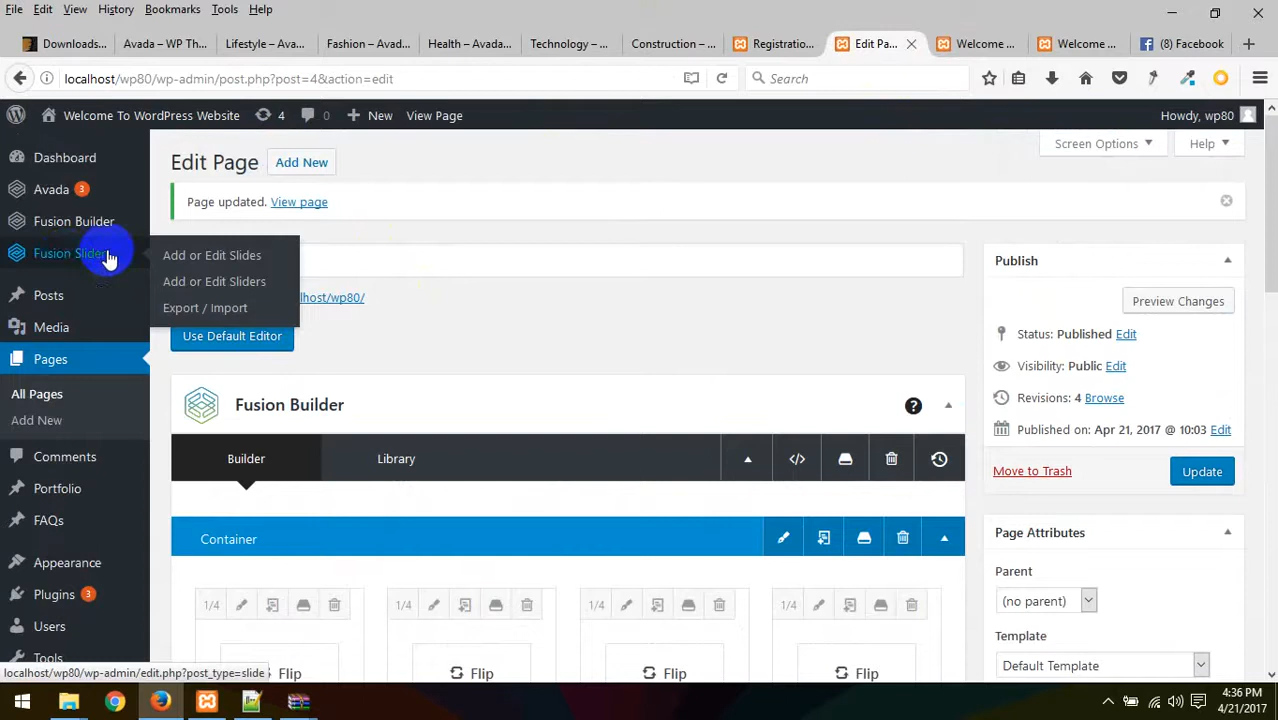 File Edit View History Bookmarks Tools Help
Downloads... Avada – WP Th... Lifestyle – Ava... Fashion – Avad... Health – Avada... Technology – ... Construction – ... Registratio... Edit Pa... Welcome ... Welcome ... (8) Facebook
localhost/wp80/wp-admin/post.php?post=4&action=edit Search
Welcome To WordPress Website 4 0 New View Page Howdy, wp80
Screen Options Help
Edit Page Add New
Dashboard
Avada 3
Page updated. View page
Fusion Builder
Fusion Slider
Add or Edit Slides
Add or Edit Sliders
Export / Import
lhost/wp80/
Use Default Editor
Posts
Media
Pages
All Pages
Add New
Comments
Portfolio
FAQs
Appearance
Plugins 3
Users
Tools
Fusion Builder ?
Builder Library </>
Container
1/4 1/4 1/4 1/4
Flip Flip Flip Flip
Publish
Preview Changes
Status: Published Edit
Visibility: Public Edit
Revisions: 4 Browse
Published on: Apr 21, 2017 @ 10:03 Edit
Move to Trash Update
Page Attributes
Parent
(no parent)
Template
Default Template
localhost/wp80/wp-admin/edit.php?post_type=slide
4:36 PM
4/21/2017